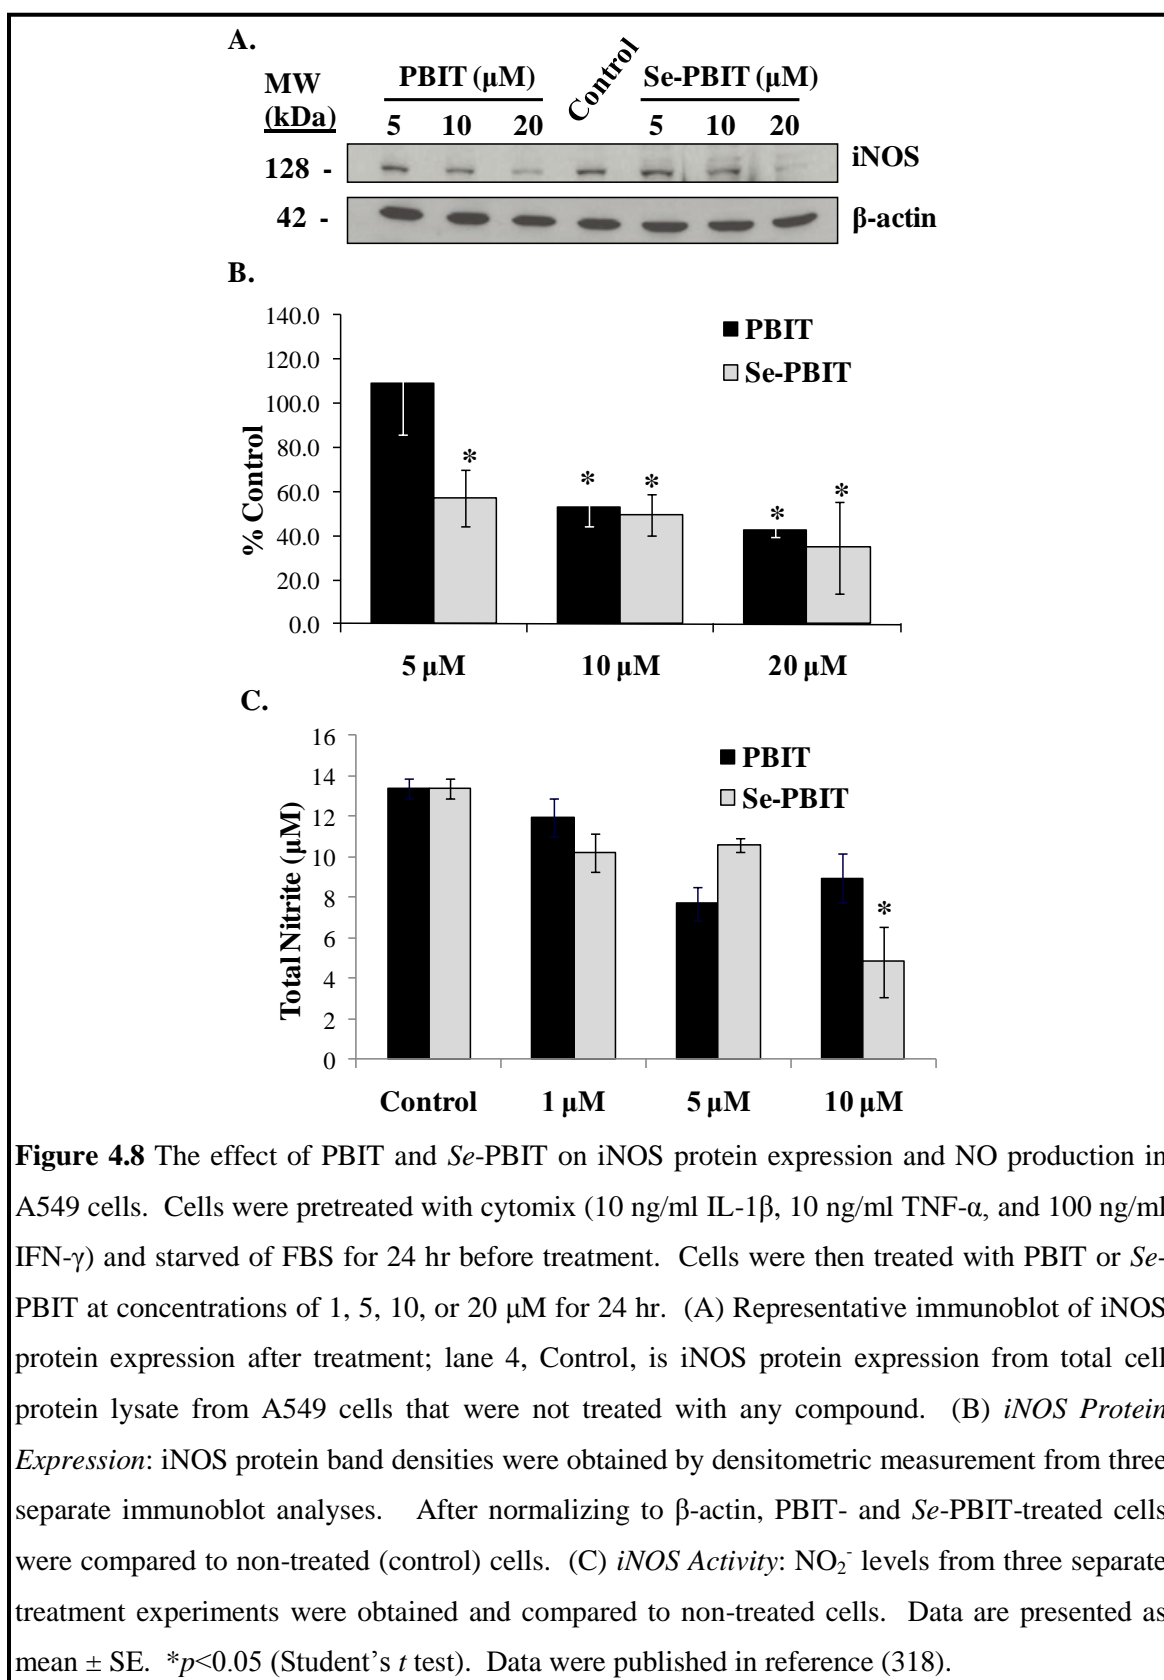 A.
MW
(kDa)
PBIT (μM)
Control
Se-PBIT (μM)
5 10 20 5 10 20
128 -
iNOS
42 -
β-actin
B.
140.0
120.0
100.0
80.0
60.0
40.0
20.0
0.0
% Control
PBIT
Se-PBIT
*
*
*
*
*
5 μM 10 μM 20 μM
C.
16
14
12
10
8
6
4
2
0
Total Nitrite (μM)
PBIT
Se-PBIT
*
Control 1 μM 5 μM 10 μM
Figure 4.8 The effect of PBIT and Se-PBIT on iNOS protein expression and NO production in
A549 cells. Cells were pretreated with cytomix (10 ng/ml IL-1β, 10 ng/ml TNF-α, and 100 ng/ml
IFN-γ) and starved of FBS for 24 hr before treatment. Cells were then treated with PBIT or Se-
PBIT at concentrations of 1, 5, 10, or 20 μM for 24 hr. (A) Representative immunoblot of iNOS
protein expression after treatment; lane 4, Control, is iNOS protein expression from total cell
protein lysate from A549 cells that were not treated with any compound. (B) iNOS Protein
Expression: iNOS protein band densities were obtained by densitometric measurement from three
separate immunoblot analyses. After normalizing to β-actin, PBIT- and Se-PBIT-treated cells
were compared to non-treated (control) cells. (C) iNOS Activity: NO₂⁻ levels from three separate
treatment experiments were obtained and compared to non-treated cells. Data are presented as
mean ± SE. *p<0.05 (Student’s t test). Data were published in reference (318).